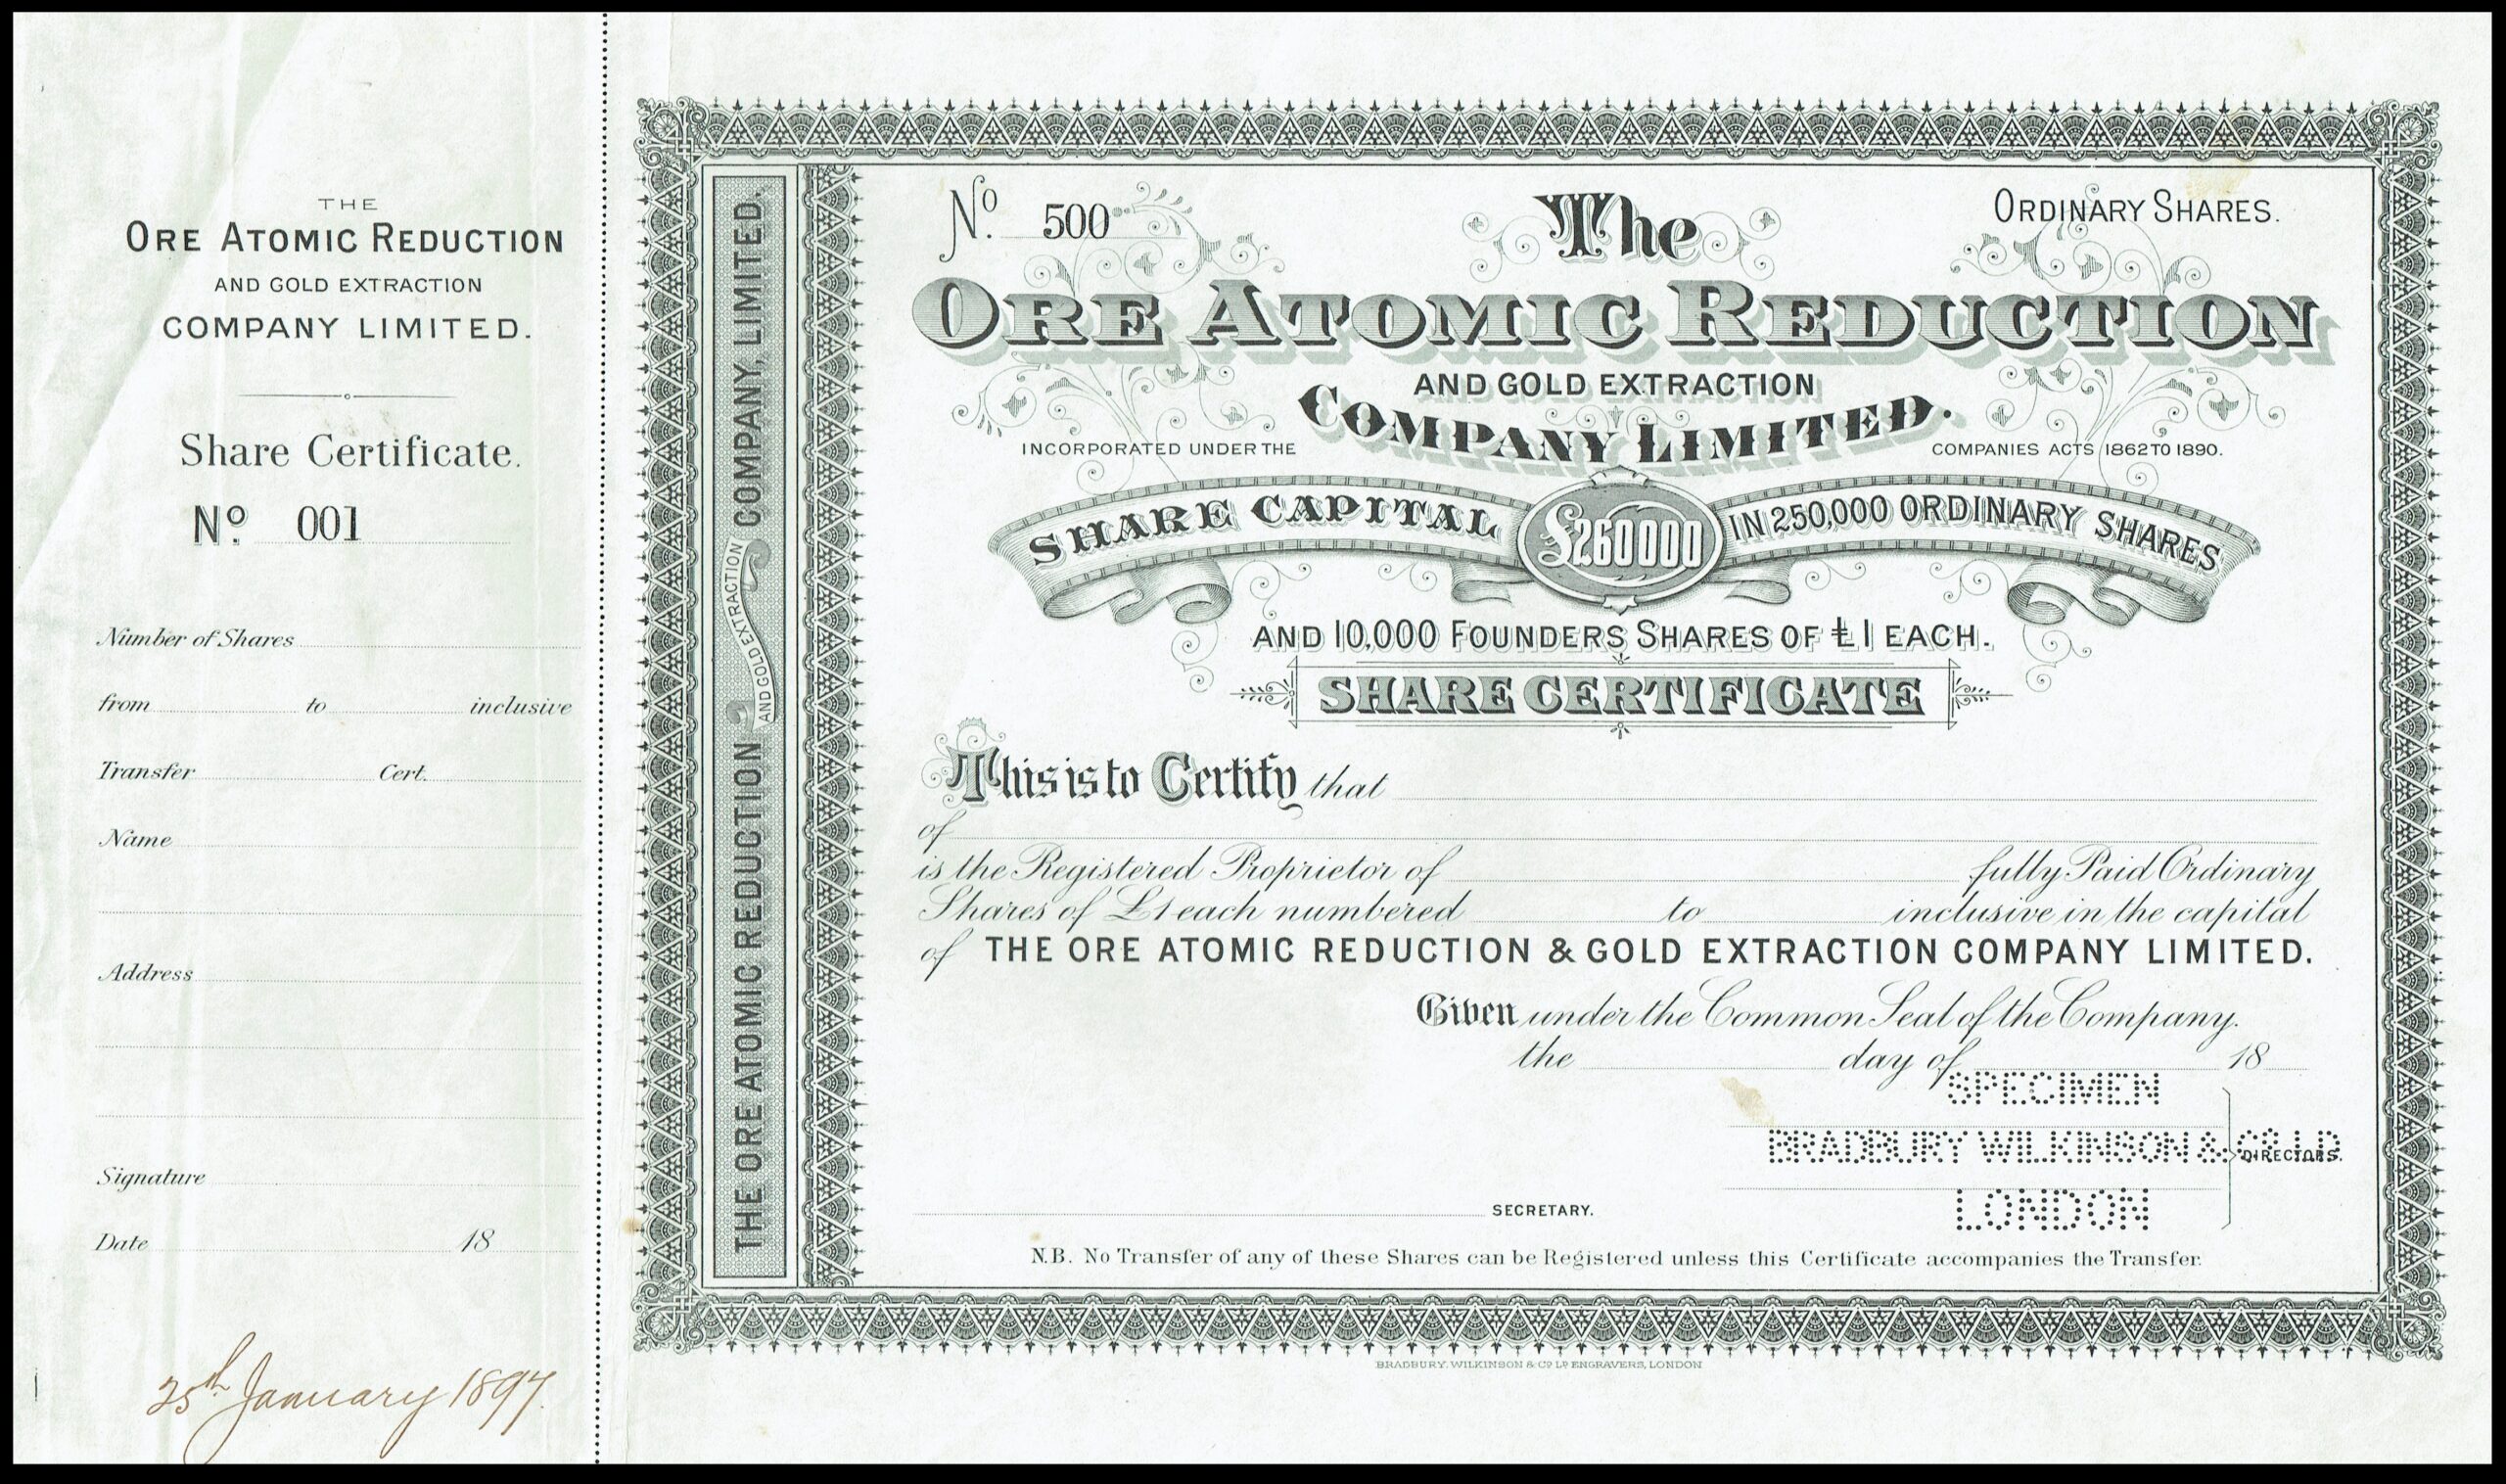 THE
ORE ATOMIC REDUCTION
AND GOLD EXTRACTION
COMPANY LIMITED.
Share Certificate.
No. 001
Number of Shares
from to inclusive
Transfer Cert.
Name
Address
Signature
Date 18
25th January 1897.
THE ORE ATOMIC REDUCTION AND GOLD EXTRACTION COMPANY, LIMITED.
No. 500
ORDINARY SHARES.
The
ORE ATOMIC REDUCTION
AND GOLD EXTRACTION
COMPANY LIMITED.
INCORPORATED UNDER THE COMPANIES ACTS 1862 TO 1890.
SHARE CAPITAL £260000 IN 250,000 ORDINARY SHARES
AND 10,000 FOUNDERS SHARES OF £1 EACH.
SHARE CERTIFICATE
This is to Certify that
of
is the Registered Proprietor of fully Paid Ordinary
Shares of £1 each numbered to inclusive in the capital
of THE ORE ATOMIC REDUCTION & GOLD EXTRACTION COMPANY LIMITED.
Given under the Common Seal of the Company.
the day of 18
SPECIMEN
BRADBURY WILKINSON & CO. LD.
DIRECTORS.
LONDON
SECRETARY.
N.B. No Transfer of any of these Shares can be Registered unless this Certificate accompanies the Transfer.
BRADBURY, WILKINSON & CO. LD. ENGRAVERS, LONDON